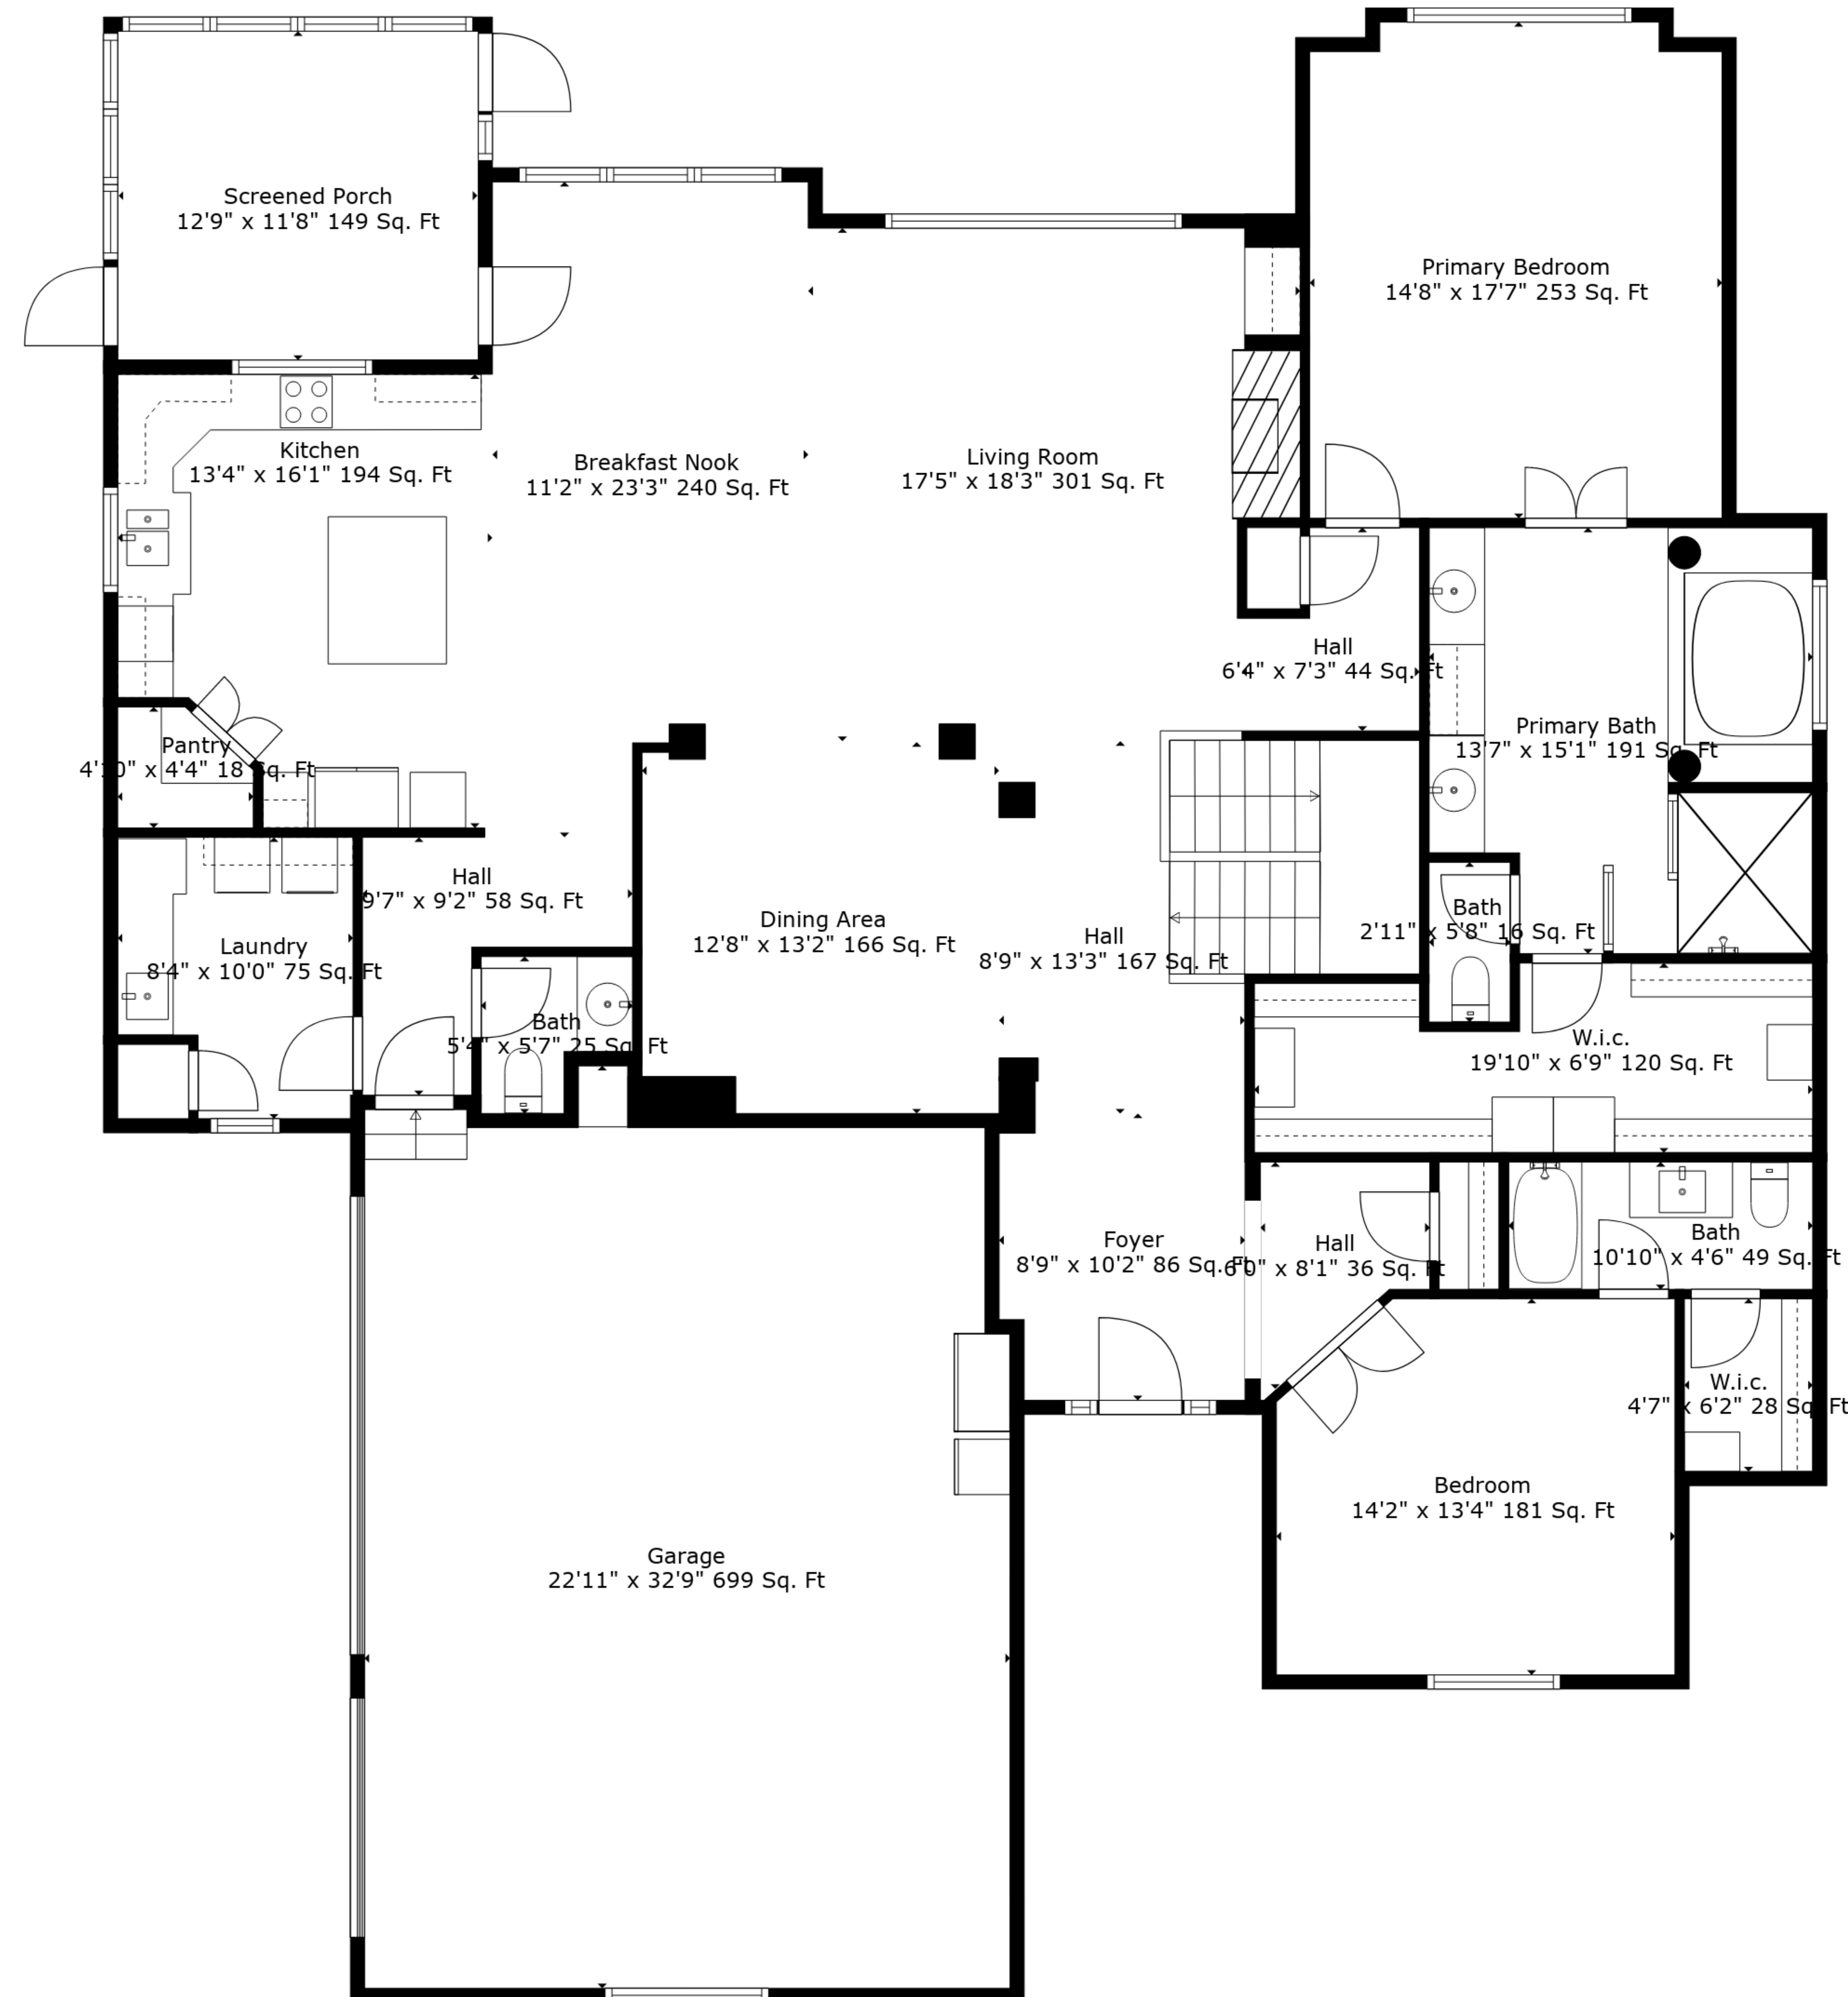 Screened Porch
12'9" x 11'8" 149 Sq. Ft
Primary Bedroom
14'8" x 17'7" 253 Sq. Ft
Kitchen
13'4" x 16'1" 194 Sq. Ft
Breakfast Nook
11'2" x 23'3" 240 Sq. Ft
Living Room
17'5" x 18'3" 301 Sq. Ft
Hall
6'4" x 7'3" 44 Sq. Ft
Primary Bath
13'7" x 15'1" 191 Sq. Ft
Pantry
4'10" x 4'4" 18 Sq. Ft
Hall
9'7" x 9'2" 58 Sq. Ft
Laundry
8'4" x 10'0" 75 Sq. Ft
Dining Area
12'8" x 13'2" 166 Sq. Ft
Hall
8'9" x 13'3" 167 Sq. Ft
Bath
2'11" x 5'8" 16 Sq. Ft
Bath
5'4" x 5'7" 25 Sq. Ft
W.i.c.
19'10" x 6'9" 120 Sq. Ft
Foyer
8'9" x 10'2" 86 Sq. Ft
Hall
6'0" x 8'1" 36 Sq. Ft
Bath
10'10" x 4'6" 49 Sq. Ft
W.i.c.
4'7" x 6'2" 28 Sq. Ft
Bedroom
14'2" x 13'4" 181 Sq. Ft
Garage
22'11" x 32'9" 699 Sq. Ft